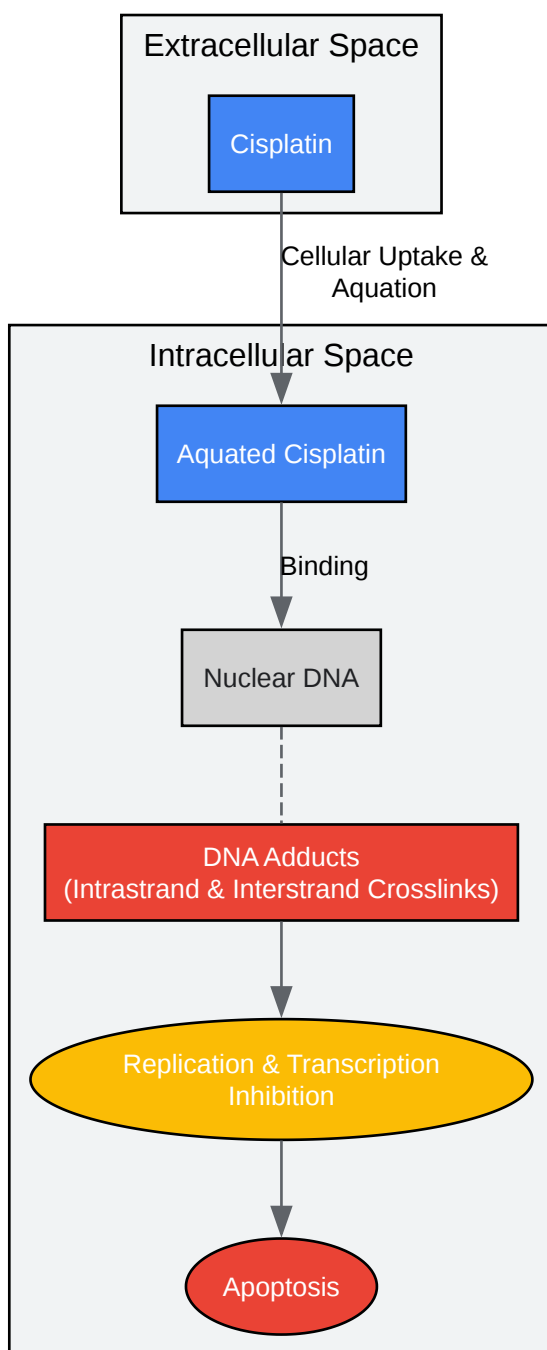 Extracellular Space
Cisplatin
Cellular Uptake &
Aquation
Intracellular Space
Aquated Cisplatin
Binding
Nuclear DNA
DNA Adducts
(Intrastrand & Interstrand Crosslinks)
Replication & Transcription
Inhibition
Apoptosis